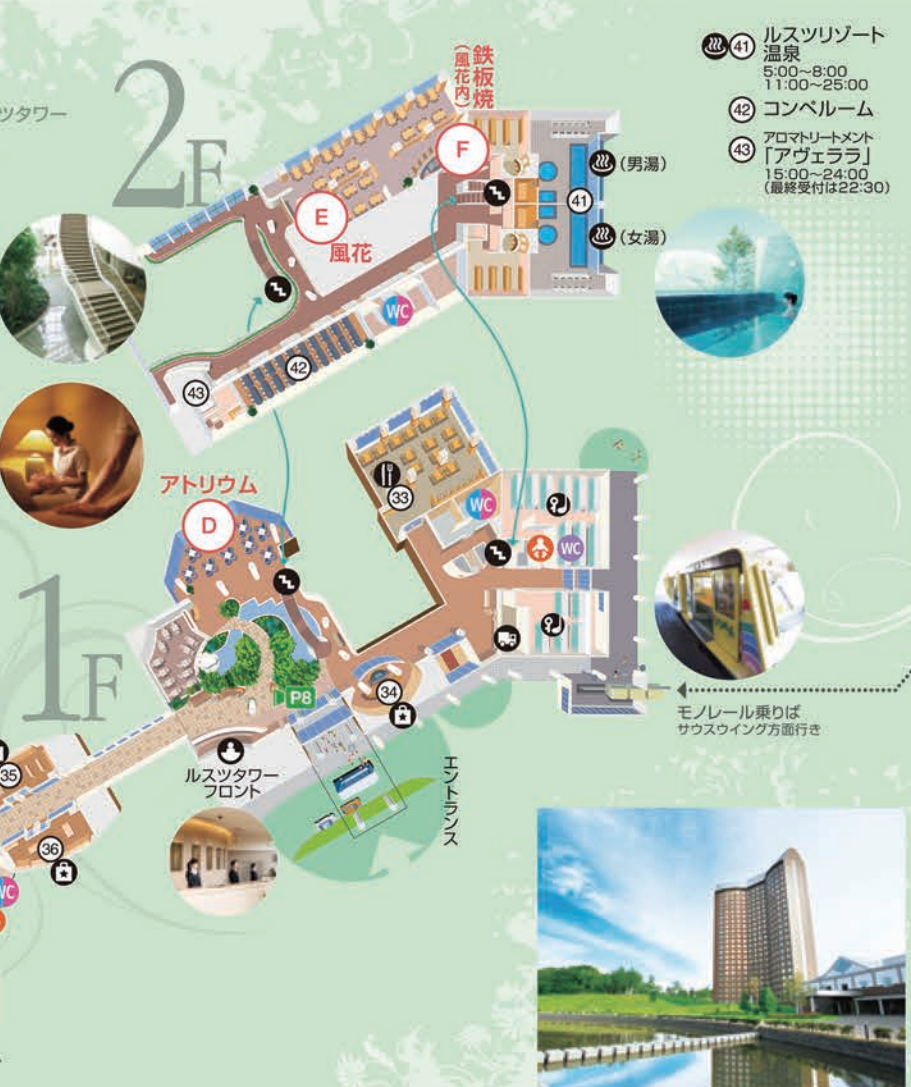 ツタワー
2F
鉄板焼
(風花内)
F
E
風花
41
(男湯)
(女湯)
WC
42
43
41 ルスツリゾート
温泉
5:00〜8:00
11:00〜25:00
42 コンベルーム
43 アロマトリートメント
「アヴェララ」
15:00〜24:00
(最終受付は22:30)
アトリウム
D
33
WC
WC
1F
P8
34
モノレール乗りば
サウスウイング方面行き
ルスツタワー
フロント
エントランス
35
36
WC